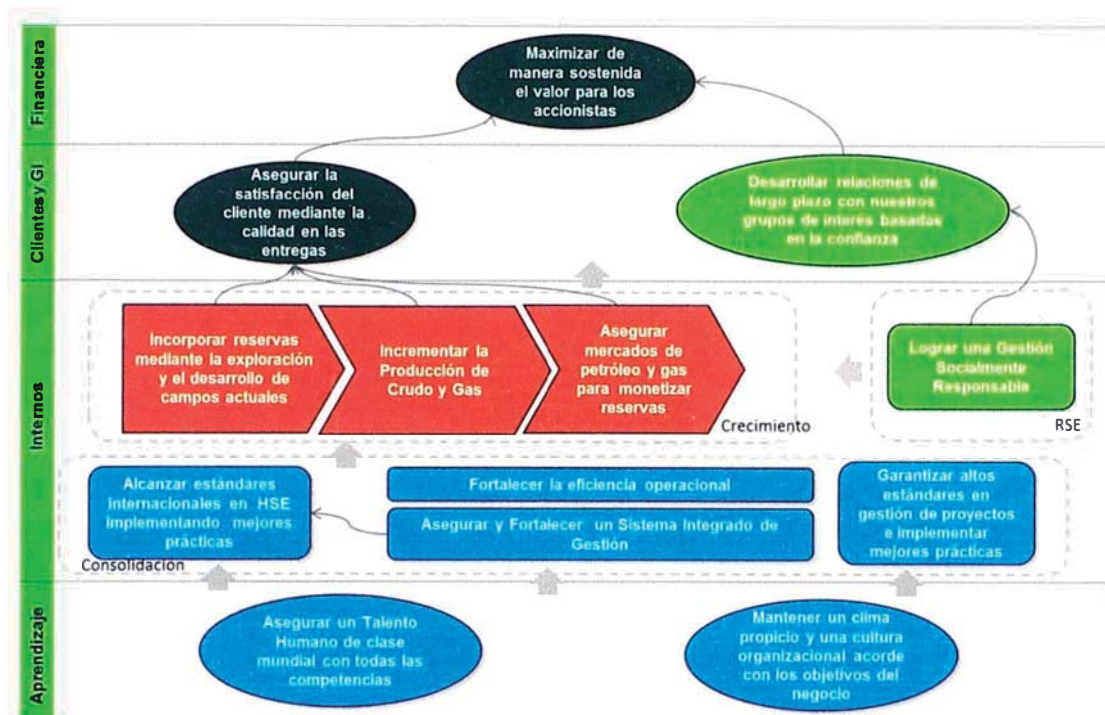 Financiera
Maximizar de
manera sostenida
el valor para los
accionistas
Clientes y GI
Asegurar la
satisfacción del
cliente mediante la
calidad en las
entregas
Desarrollar relaciones de
largo plazo con nuestros
grupos de interés basadas
en la confianza
Internos
Incorporar reservas
mediante la exploración
y el desarrollo de
campos actuales
Incrementar la
Producción de
Crudo y Gas
Asegurar
mercados de
petróleo y gas
para monetizar
reservas
Crecimiento
Lograr una Gestión
Socialmente
Responsable
RSE
Alcanzar estándares
internacionales en HSE
implementando mejores
prácticas
Fortalecer la eficiencia operacional
Asegurar y Fortalecer un Sistema Integrado de
Gestión
Garantizar altos
estándares en
gestión de proyectos
e implementar
mejores prácticas
Consolidación
Aprendizaje
Asegurar un Talento
Humano de clase
mundial con todas las
competencias
Mantener un clima
propicio y una cultura
organizacional acorde
con los objetivos del
negocio